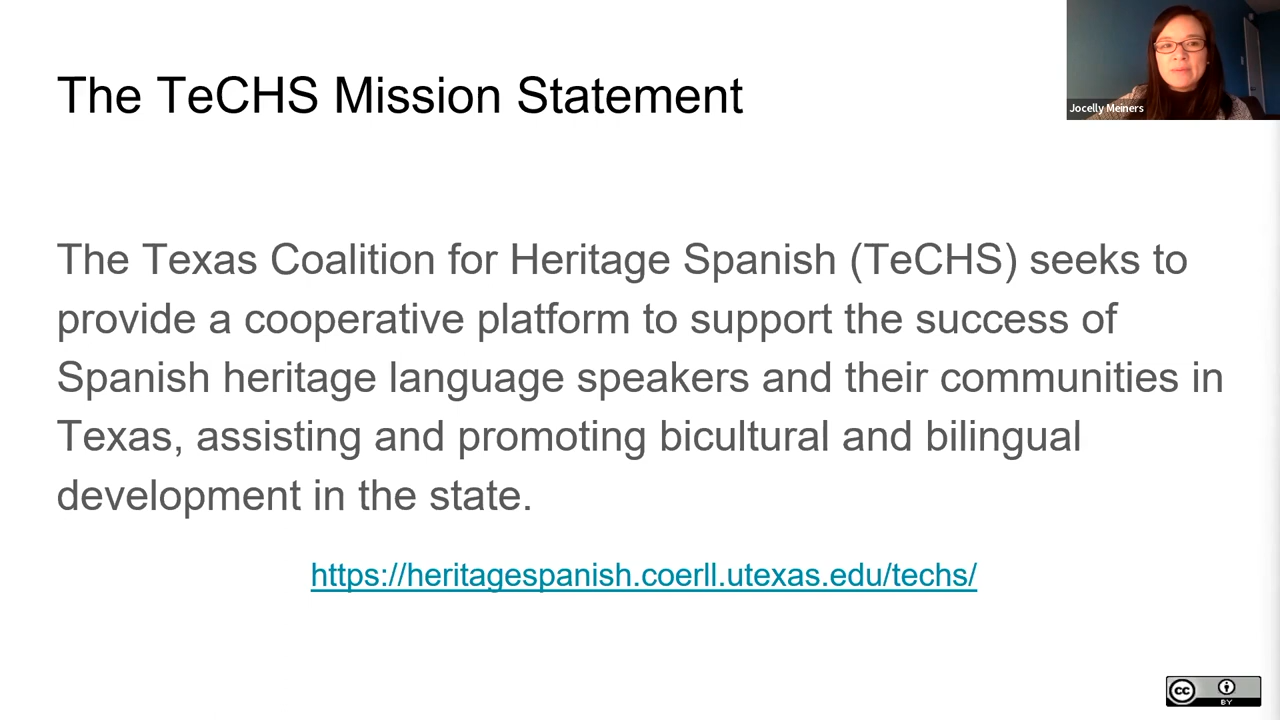 The TeCHS Mission Statement
Jocelly Meiners
The Texas Coalition for Heritage Spanish (TeCHS) seeks to
provide a cooperative platform to support the success of
Spanish heritage language speakers and their communities in
Texas, assisting and promoting bicultural and bilingual
development in the state.
https://heritagespanish.coerll.utexas.edu/techs/
cc
BY